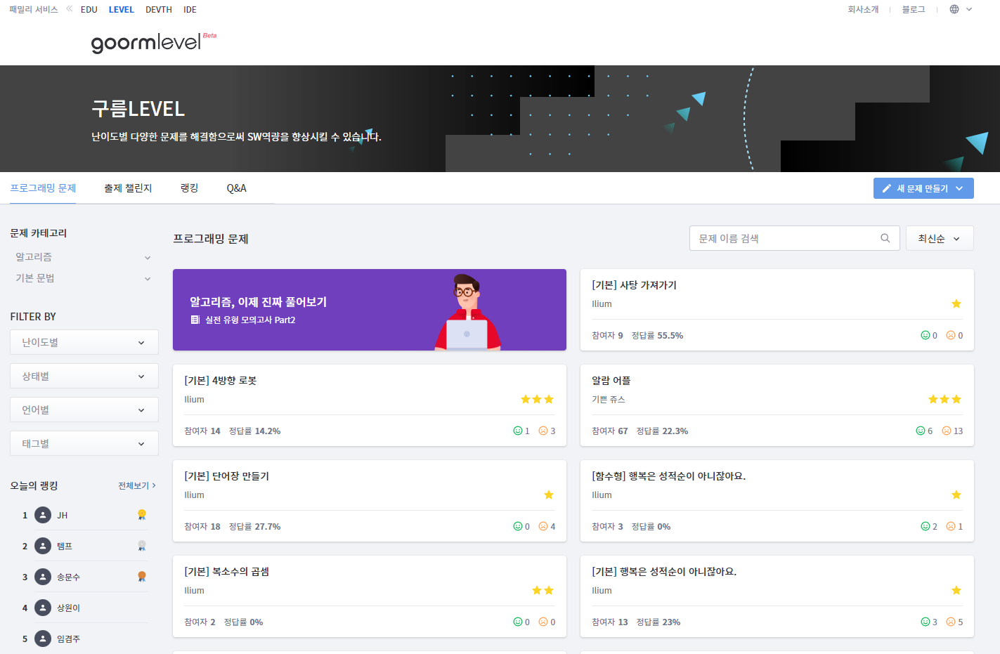 패밀리 서비스 EDU LEVEL DEVTH IDE 회사소개 블로그
goormlevel Beta
구름LEVEL
난이도별 다양한 문제를 해결함으로써 SW역량을 향상시킬 수 있습니다.
프로그래밍 문제 출제 챌린지 랭킹 Q&A 새 문제 만들기
문제 카테고리
알고리즘
기본 문법
FILTER BY
난이도별
상태별
언어별
태그별
오늘의 랭킹 전체보기
1 JH
2 템프
3 송문수
4 상원이
5 임겸주
프로그래밍 문제 문제 이름 검색 최신순
알고리즘, 이제 진짜 풀어보기
실전 유형 모의고사 Part2
[기본] 사탕 가져가기
Ilium
참여자 9 정답률 55.5% 0 0
[기본] 4방향 로봇
Ilium
참여자 14 정답률 14.2% 1 3
알람 어플
기쁜 쥬스
참여자 67 정답률 22.3% 6 13
[기본] 단어장 만들기
Ilium
참여자 18 정답률 27.7% 0 4
[함수형] 행복은 성적순이 아니잖아요.
Ilium
참여자 3 정답률 0% 2 1
[기본] 복소수의 곱셈
Ilium
참여자 2 정답률 0% 0 0
[기본] 행복은 성적순이 아니잖아요.
Ilium
참여자 13 정답률 23% 3 5